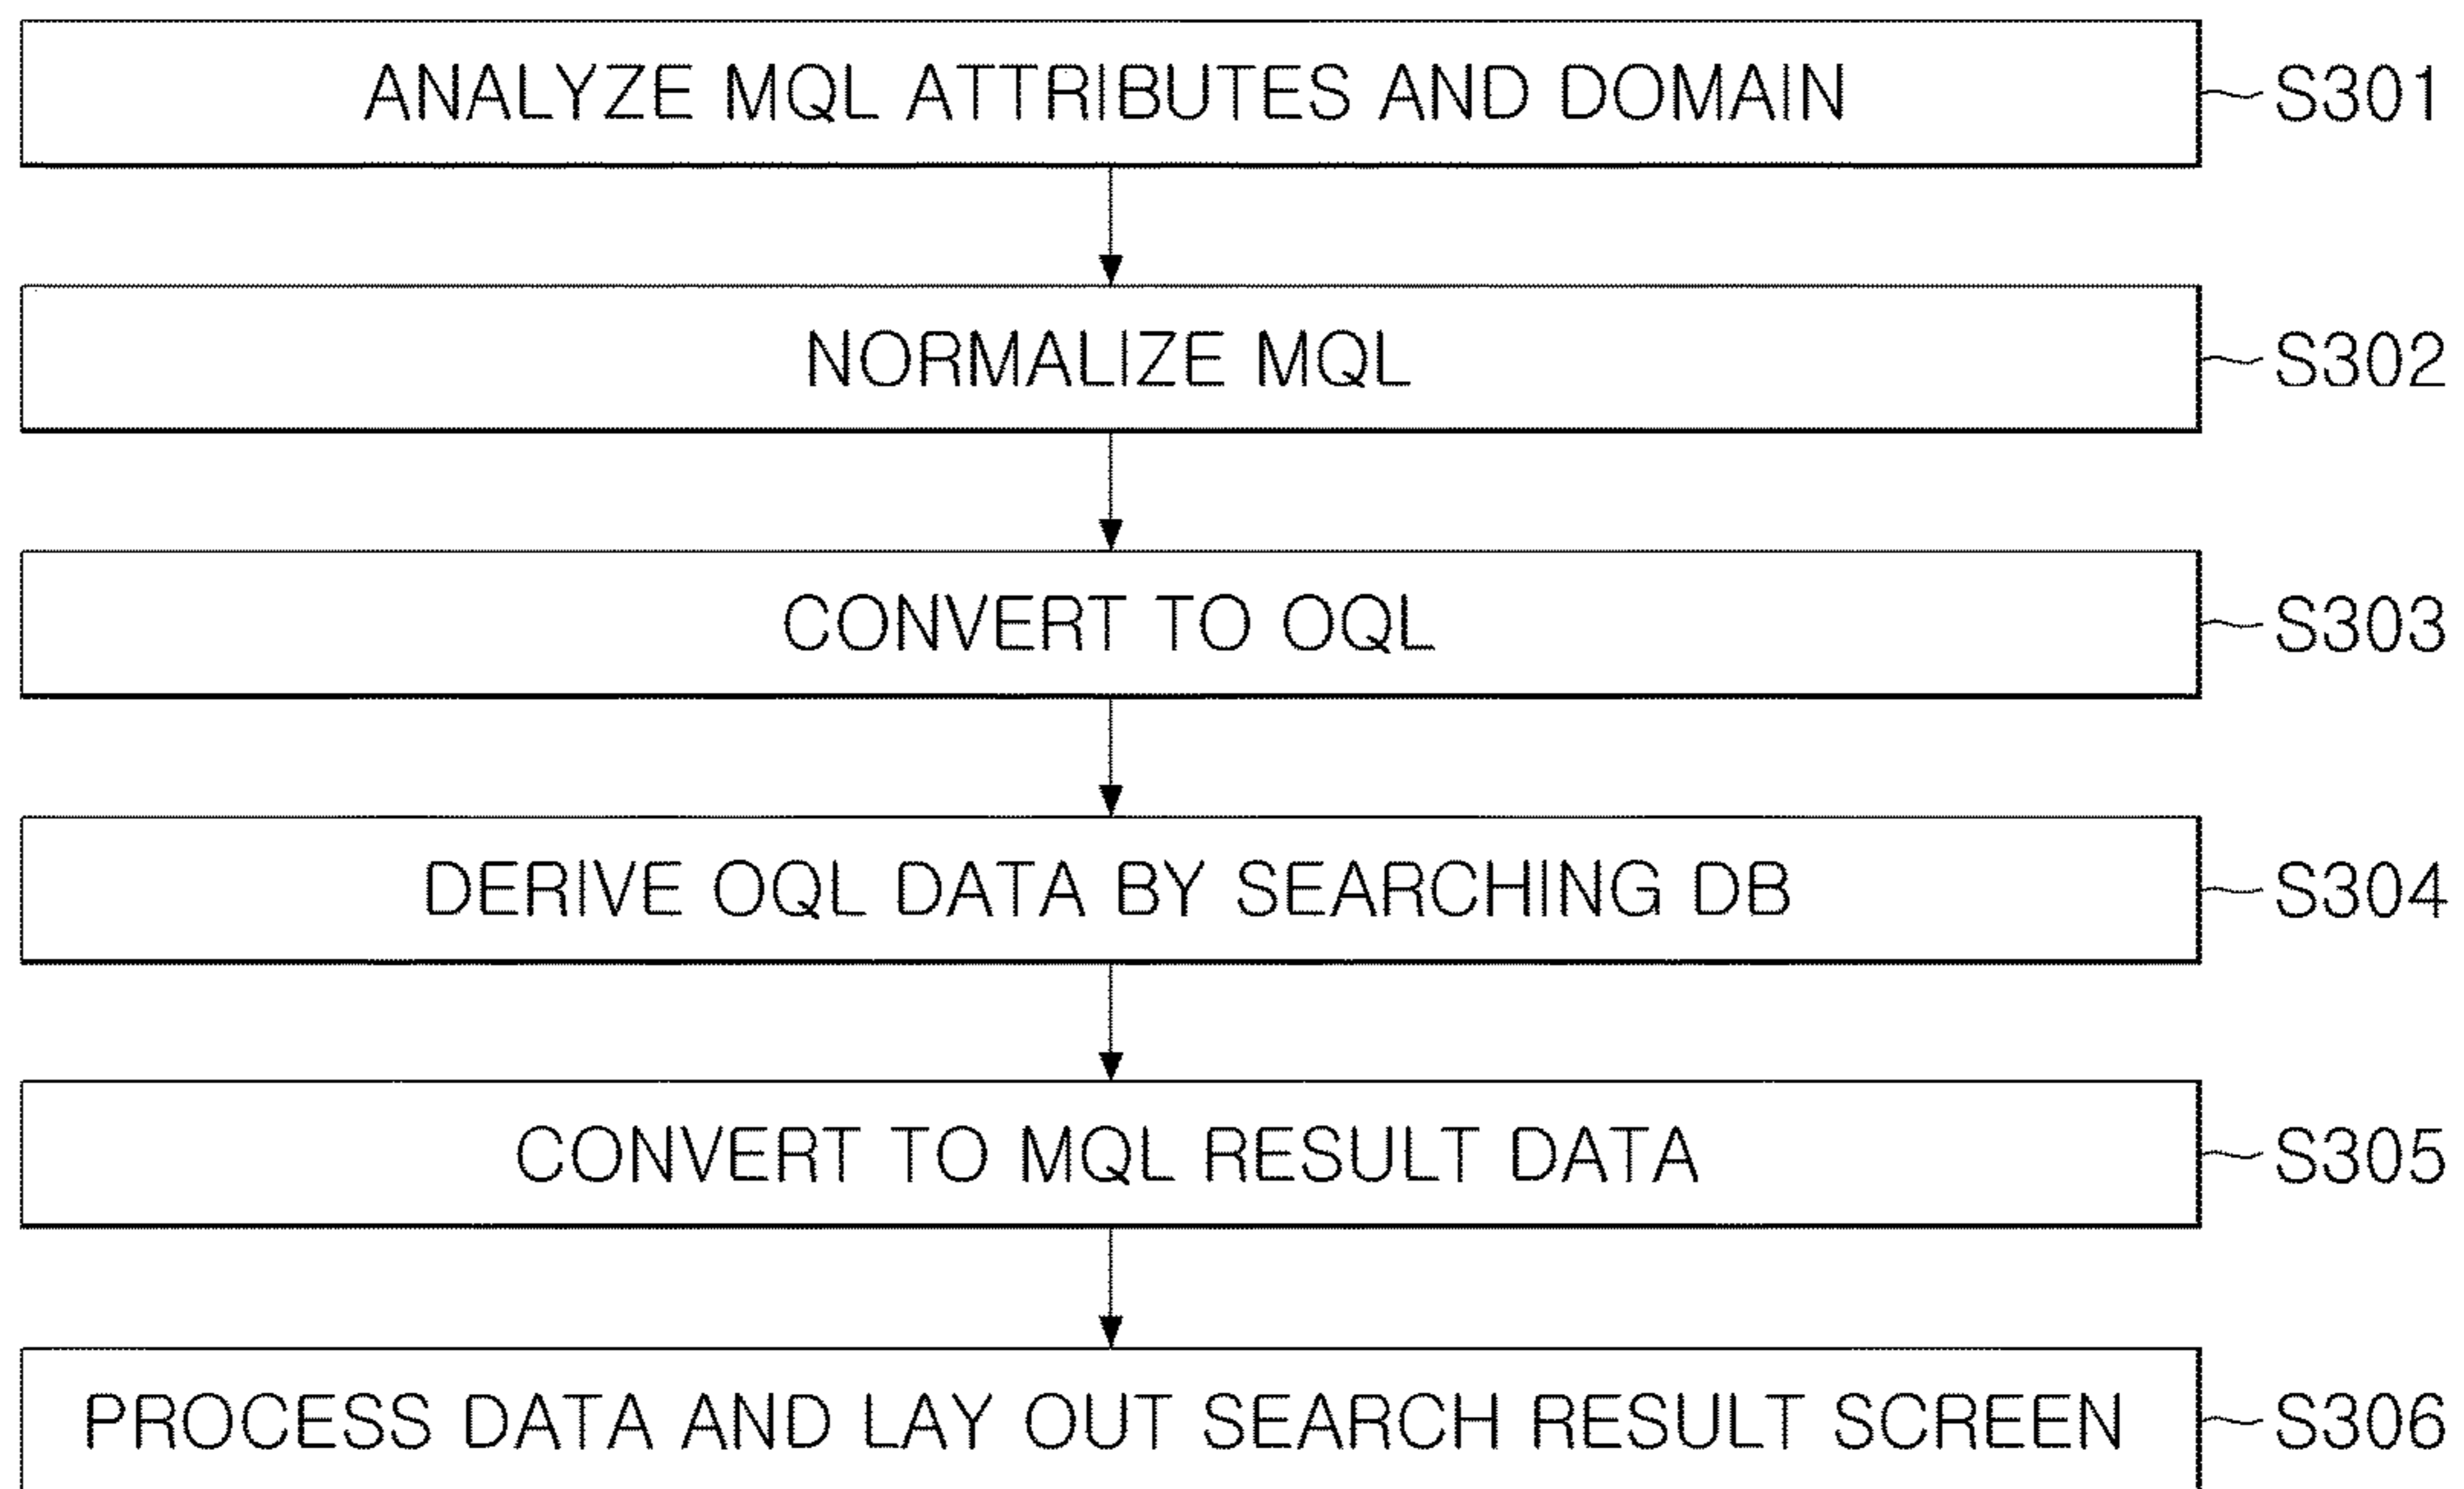 ANALYZE MQL ATTRIBUTES AND DOMAIN S301
NORMALIZE MQL S302
CONVERT TO OQL S303
DERIVE OQL DATA BY SEARCHING DB S304
CONVERT TO MQL RESULT DATA S305
PROCESS DATA AND LAY OUT SEARCH RESULT SCREEN S306